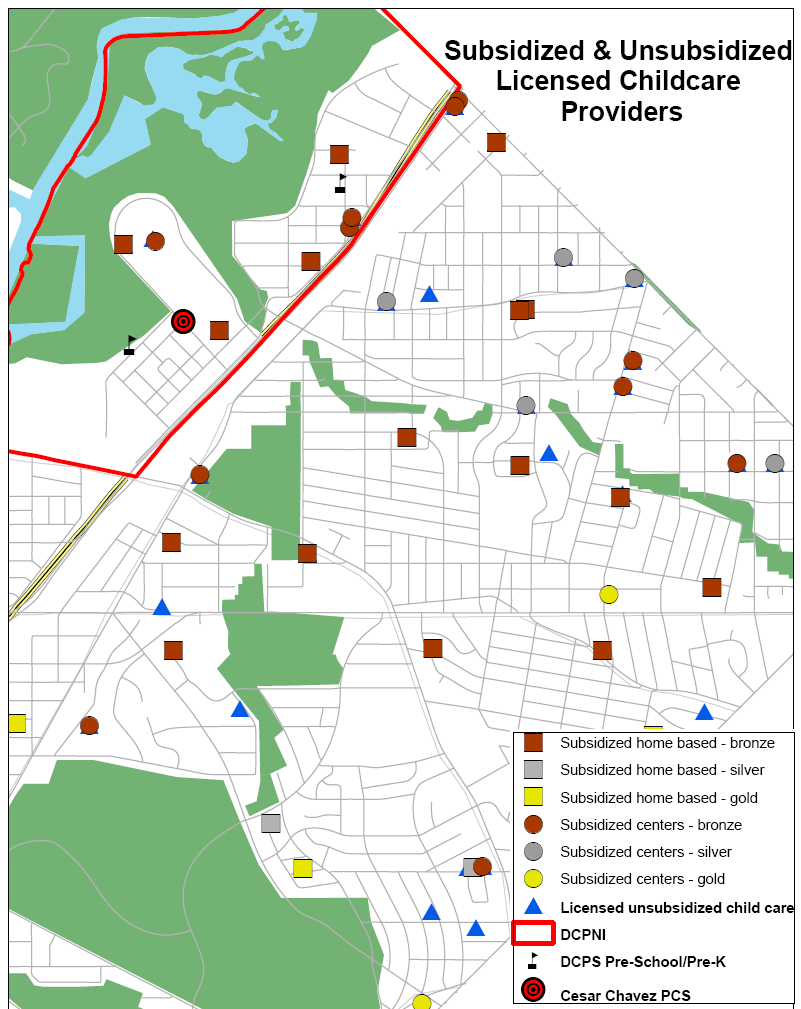 Subsidized & Unsubsidized
Licensed Childcare
Providers
Subsidized home based - bronze
Subsidized home based - silver
Subsidized home based - gold
Subsidized centers - bronze
Subsidized centers - silver
Subsidized centers - gold
Licensed unsubsidized child care
DCPNI
DCPS Pre-School/Pre-K
Cesar Chavez PCS